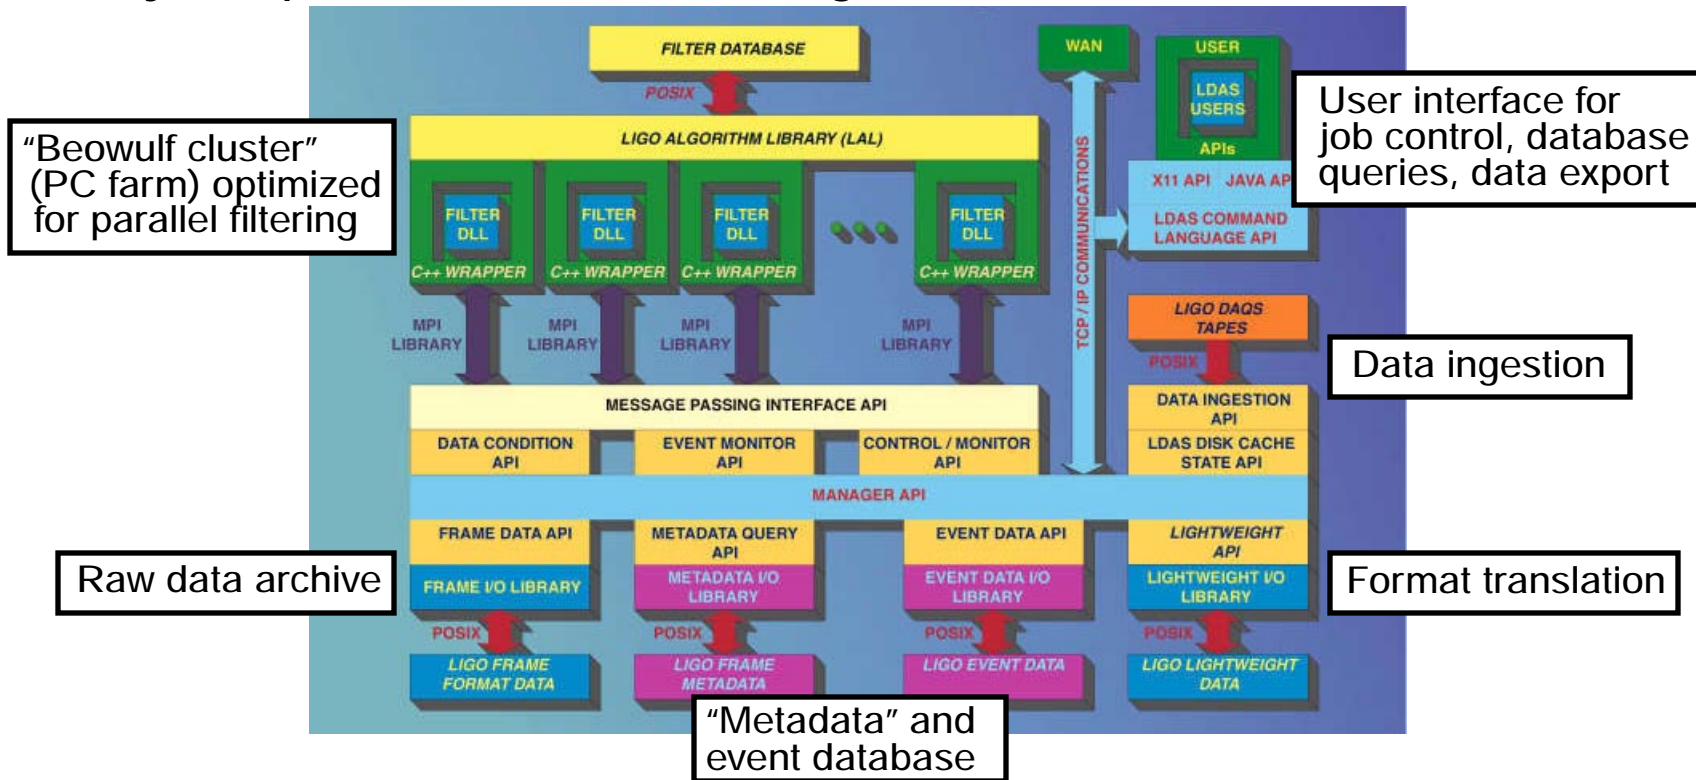 FILTER DATABASE
POSIX
WAN
USER
LDAS
USERS
APIs
User interface for
job control, database
queries, data export
"Beowulf cluster"
(PC farm) optimized
for parallel filtering
LIGO ALGORITHM LIBRARY (LAL)
FILTER
DLL
C++ WRAPPER
FILTER
DLL
C++ WRAPPER
FILTER
DLL
C++ WRAPPER
FILTER
DLL
C++ WRAPPER
X11 API JAVA AP
LDAS COMMAND
LANGUAGE API
TCP / IP COMMUNICATIONS
MPI
LIBRARY
MPI
LIBRARY
MPI
LIBRARY
MPI
LIBRARY
LIGO DAQS
TAPES
POSIX
Data ingestion
MESSAGE PASSING INTERFACE API
DATA INGESTION
API
DATA CONDITION
API
EVENT MONITOR
API
CONTROL / MONITOR
API
LDAS DISK CACHE
STATE API
MANAGER API
FRAME DATA API
METADATA QUERY
API
EVENT DATA API
LIGHTWEIGHT
API
Raw data archive
FRAME I/O LIBRARY
METADATA I/O
LIBRARY
EVENT DATA I/O
LIBRARY
LIGHTWEIGHT I/O
LIBRARY
Format translation
POSIX
POSIX
POSIX
POSIX
LIGO FRAME
FORMAT DATA
LIGO FRAME
METADATA
LIGO EVENT DATA
LIGO LIGHTWEIGHT
DATA
"Metadata" and
event database